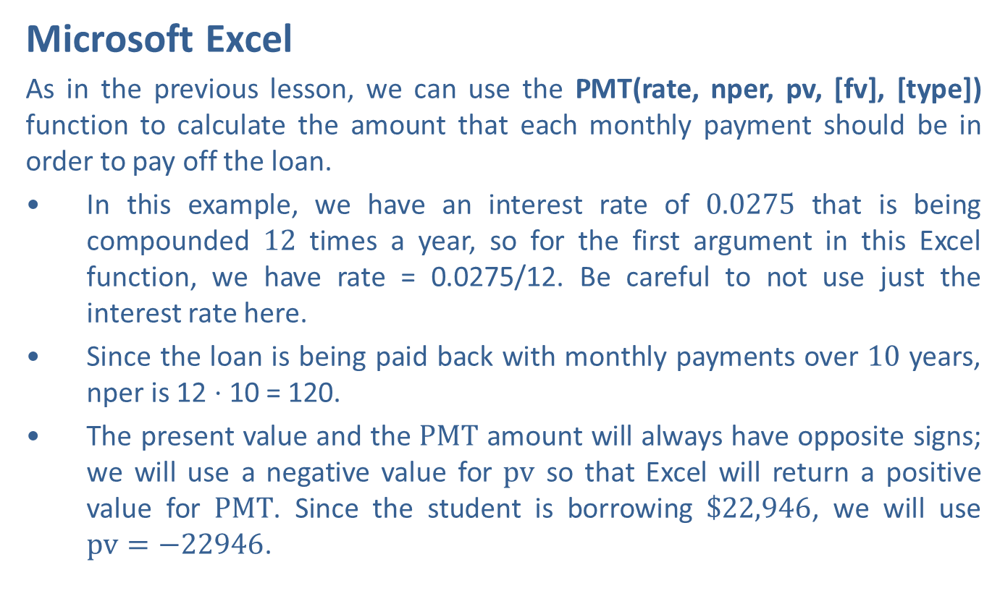 Microsoft Excel
As in the previous lesson, we can use the PMT(rate, nper, pv, [fv], [type])
function to calculate the amount that each monthly payment should be in
order to pay off the loan.
• In this example, we have an interest rate of 0.0275 that is being
compounded 12 times a year, so for the first argument in this Excel
function, we have rate = 0.0275/12. Be careful to not use just the
interest rate here.
• Since the loan is being paid back with monthly payments over 10 years,
nper is 12 · 10 = 120.
• The present value and the PMT amount will always have opposite signs;
we will use a negative value for pv so that Excel will return a positive
value for PMT. Since the student is borrowing $22,946, we will use
pv = −22946.